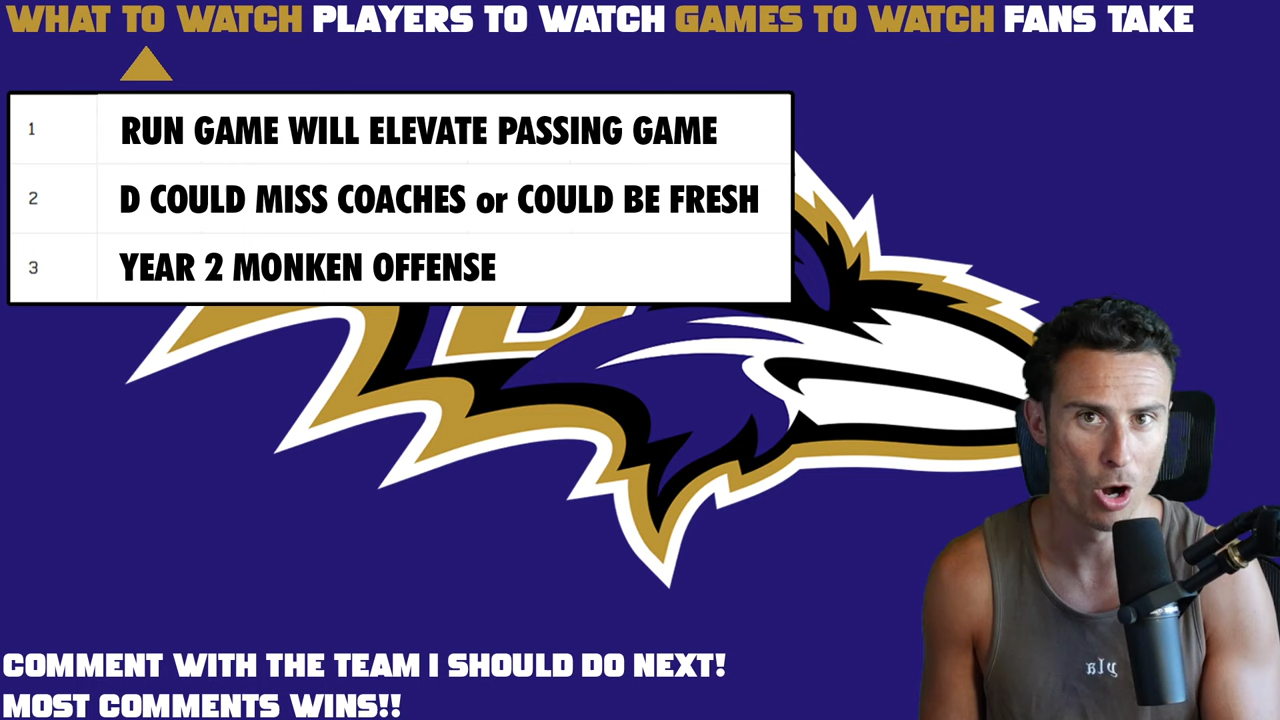 WHAT TO WATCH PLAYERS TO WATCH GAMES TO WATCH FANS TAKE
1 RUN GAME WILL ELEVATE PASSING GAME
2 D COULD MISS COACHES or COULD BE FRESH
3 YEAR 2 MONKEN OFFENSE
COMMENT WITH THE TEAM I SHOULD DO NEXT!
MOST COMMENTS WINS!!